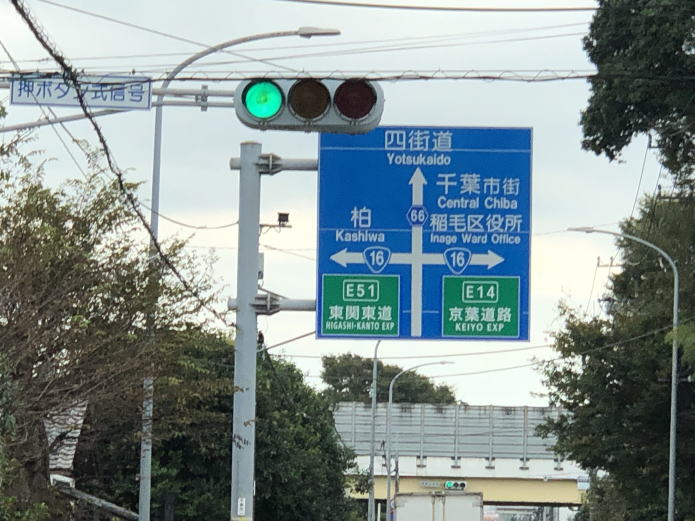 押ボタン式信号
四街道
Yotsukaido
千葉市街
Central Chiba
66
稲毛区役所
Inage Ward Office
柏
Kashiwa
16
16
E51
東関東道
HIGASHI-KANTO EXP
E14
京葉道路
KEIYO EXP